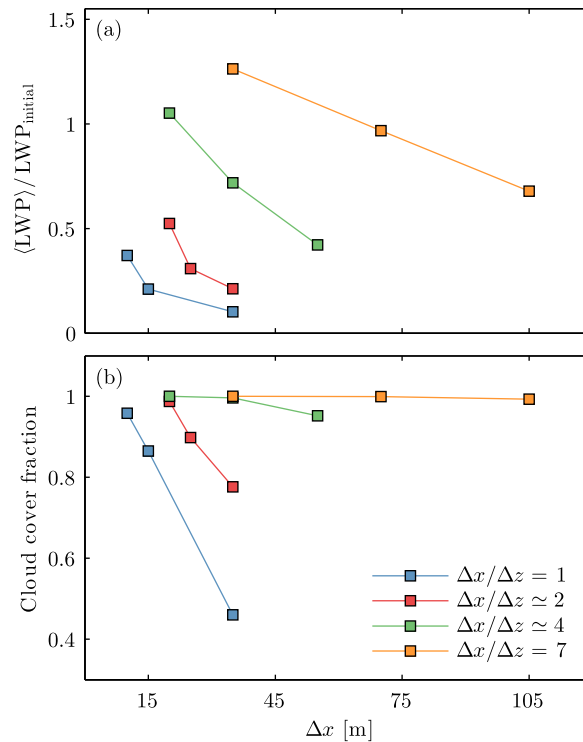 (a)
1.5
1
0.5
0
⟨LWP⟩/LWP_initial
(b)
1
0.8
0.6
0.4
Cloud cover fraction
Δx/Δz = 1
Δx/Δz ≃ 2
Δx/Δz ≃ 4
Δx/Δz = 7
15 45 75 105
Δx [m]